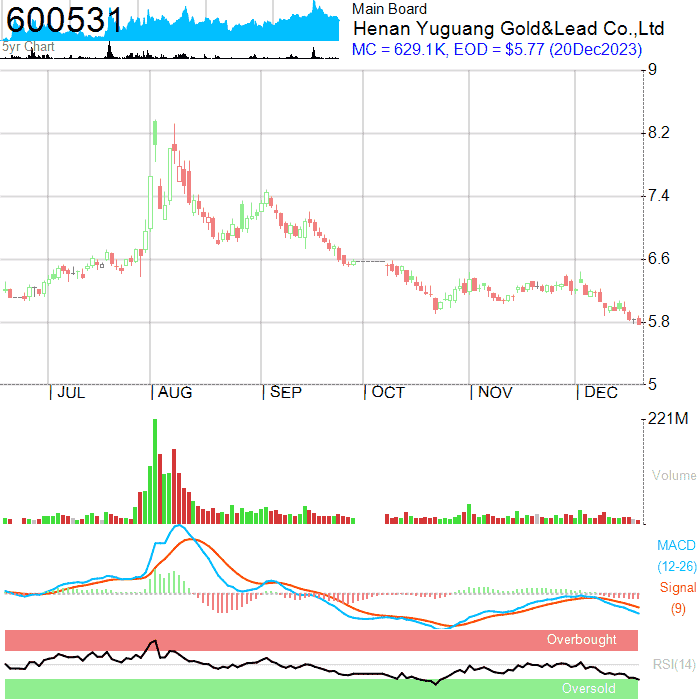 600531
5yr Chart
Main Board
Henan Yuguang Gold&Lead Co.,Ltd
MC = 629.1K, EOD = $5.77 (20Dec2023)
9
8.2
7.4
6.6
5.8
5
JUL AUG SEP OCT NOV DEC
221M
Volume
MACD
(12-26)
Signal
(9)
Overbought
RSI(14)
Oversold